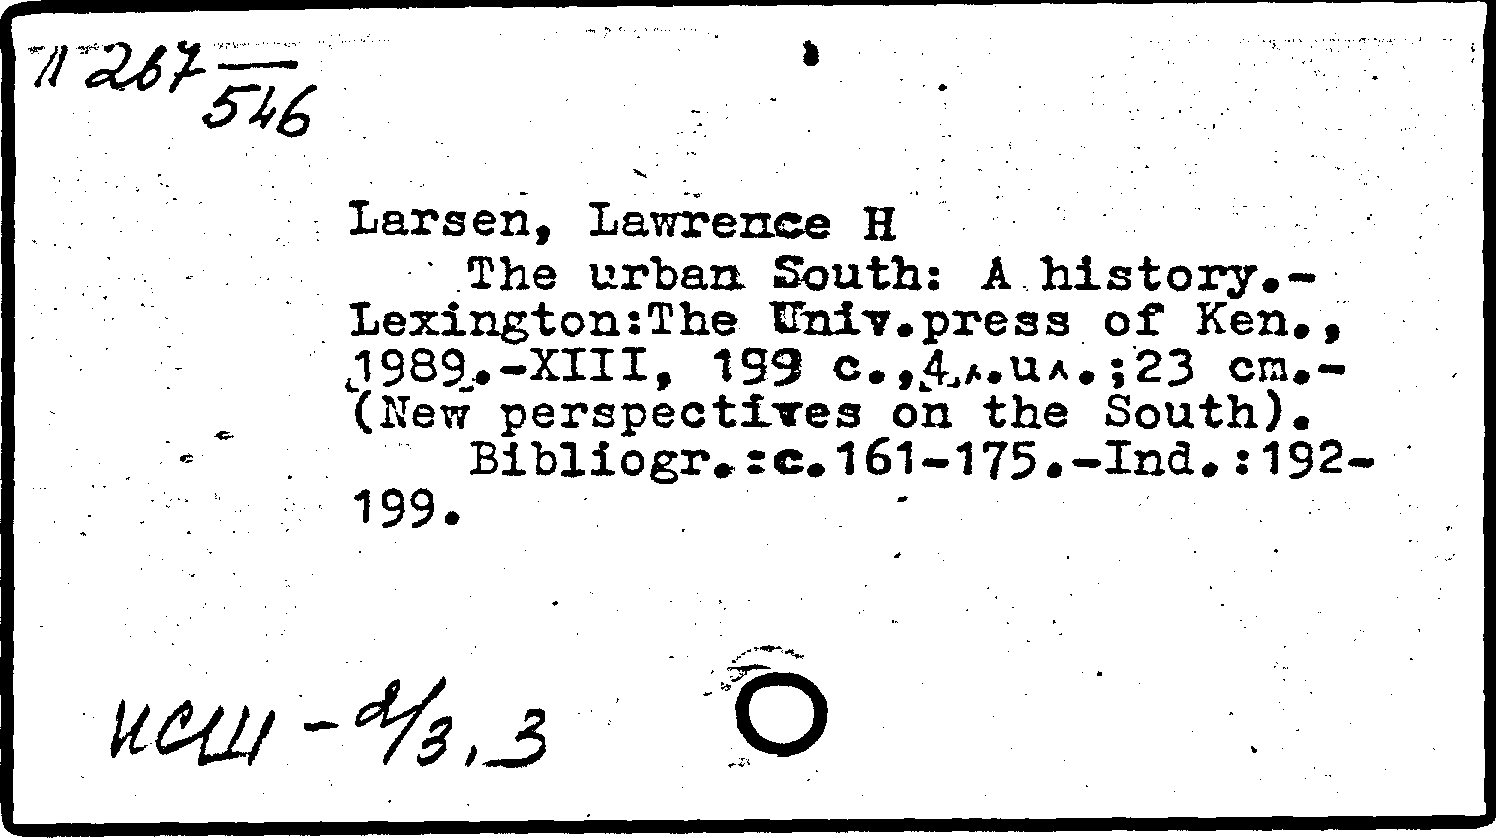 Л 267
546
Larsen, Lawrence H
The urban South: A history.-
Lexington:The Univ.press of Ken.,
1989.-XIII, 199 c.,4 л.ил.;23 cm.-
(New perspectives on the South).
Bibliogr.:c.161-175.-Ind.:192-
199.
ИСШ - 2/3, 3